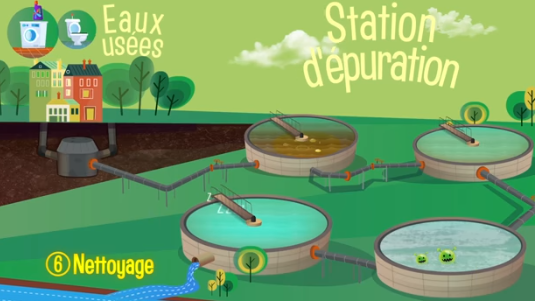 Eaux
usées
Station
d'épuration
Z
Z Z
⑥ Nettoyage